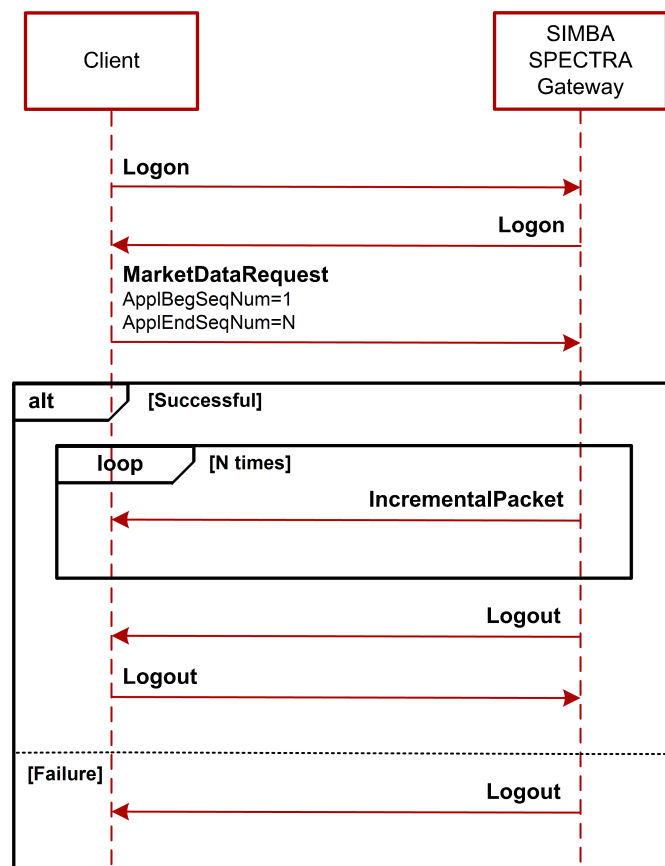 Client
SIMBA
SPECTRA
Gateway
Logon
Logon
MarketDataRequest
ApplBegSeqNum=1
ApplEndSeqNum=N
alt
[Successful]
loop
[N times]
IncrementalPacket
Logout
Logout
[Failure]
Logout